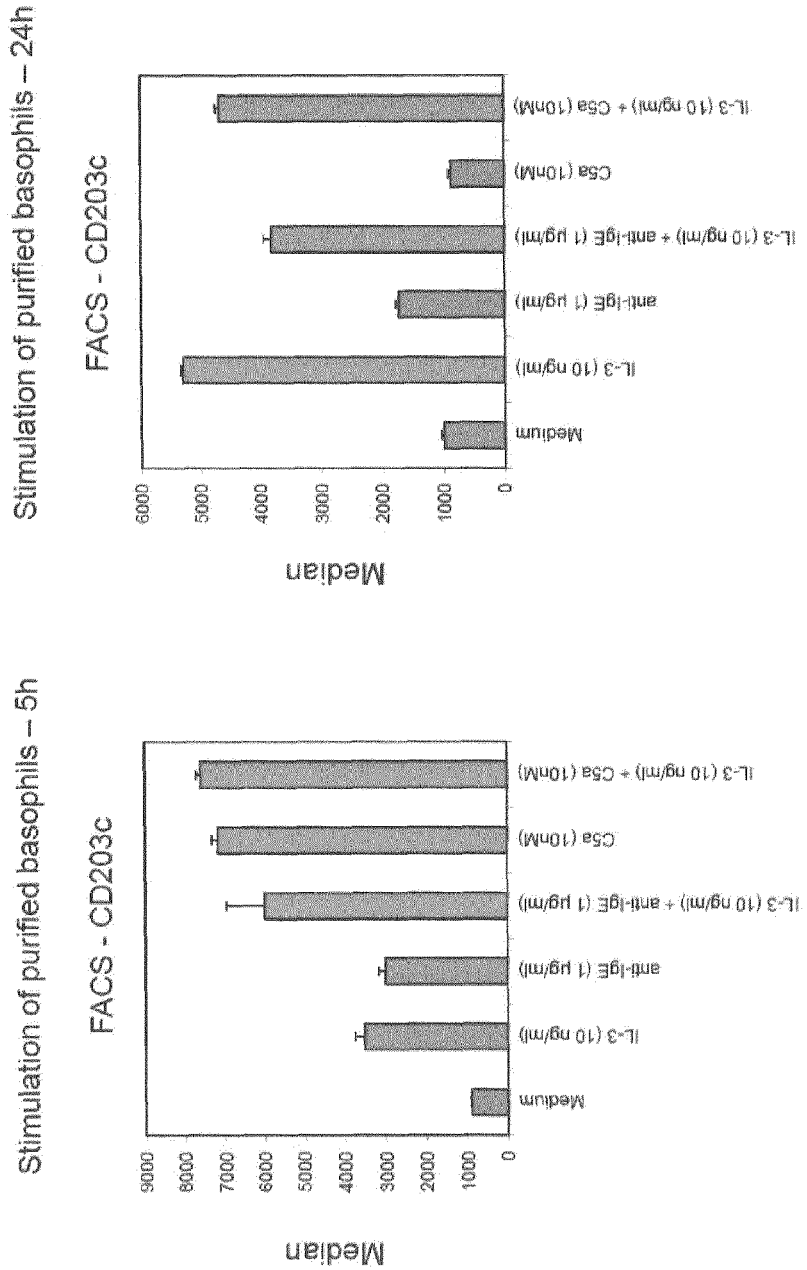 Stimulation of purified basophils – 5h
FACS - CD203c
Median
9000
8000
7000
6000
5000
4000
3000
2000
1000
0
Medium
IL-3 (10 ng/ml)
anti-IgE (1 µg/ml)
IL-3 (10 ng/ml) + anti-IgE (1 µg/ml)
C5a (10nM)
IL-3 (10 ng/ml) + C5a (10nM)
Stimulation of purified basophils – 24h
FACS - CD203c
Median
6000
5000
4000
3000
2000
1000
0
Medium
IL-3 (10 ng/ml)
anti-IgE (1 µg/ml)
IL-3 (10 ng/ml) + anti-IgE (1 µg/ml)
C5a (10nM)
IL-3 (10 ng/ml) + C5a (10nM)